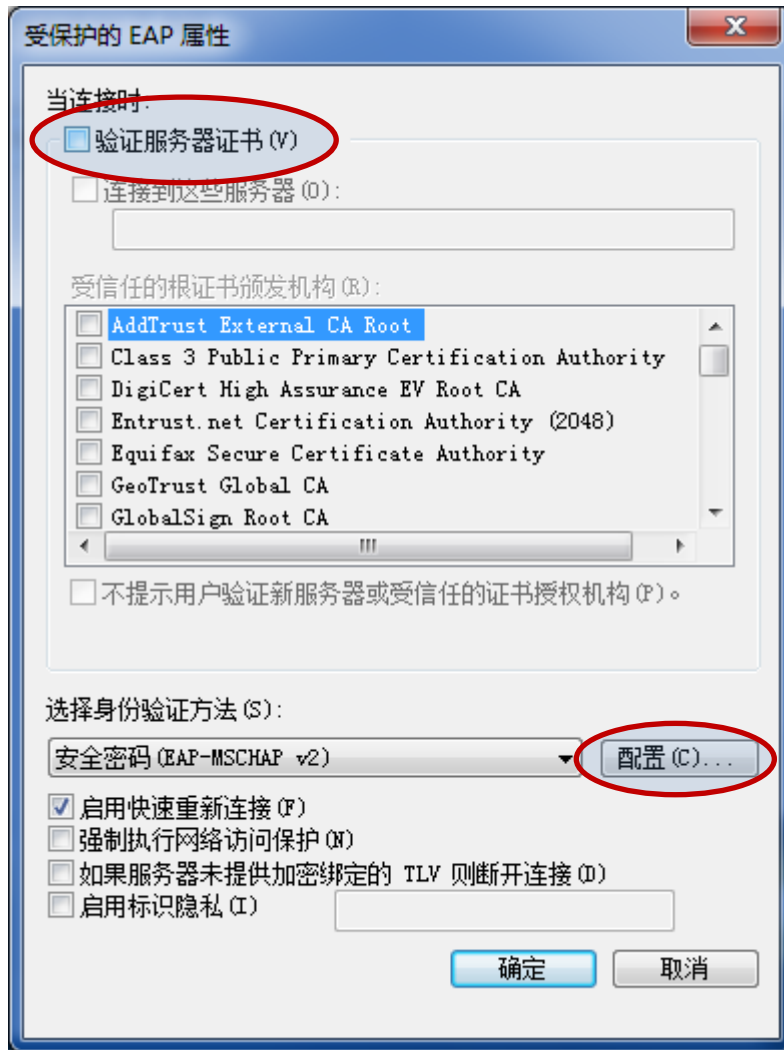 受保护的 EAP 属性
当连接时:
验证服务器证书(V)
连接到这些服务器(O):
受信任的根证书颁发机构(R):
AddTrust External CA Root
Class 3 Public Primary Certification Authority
DigiCert High Assurance EV Root CA
Entrust.net Certification Authority (2048)
Equifax Secure Certificate Authority
GeoTrust Global CA
GlobalSign Root CA
不提示用户验证新服务器或受信任的证书授权机构(P)。
选择身份验证方法(S):
安全密码(EAP-MSCHAP v2) 配置(C)...
启用快速重新连接(F)
强制执行网络访问保护(N)
如果服务器未提供加密绑定的 TLV 则断开连接(D)
启用标识隐私(I)
确定 取消